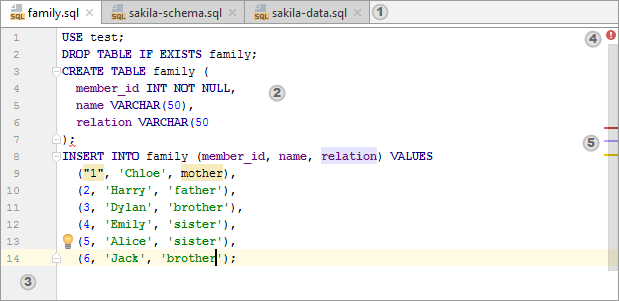 SQL family.sql SQL sakila-schema.sql SQL sakila-data.sql 1
4
1 USE test;
2 DROP TABLE IF EXISTS family;
3 CREATE TABLE family (
4 member_id INT NOT NULL, 2
5 name VARCHAR(50),
6 relation VARCHAR(50
7 ); 5
8 INSERT INTO family (member_id, name, relation) VALUES
9 ("1", 'Chloe', mother),
10 (2, 'Harry', 'father'),
11 (3, 'Dylan', 'brother'),
12 (4, 'Emily', 'sister'),
13 (5, 'Alice', 'sister'),
14 (6, 'Jack', 'brother');
3